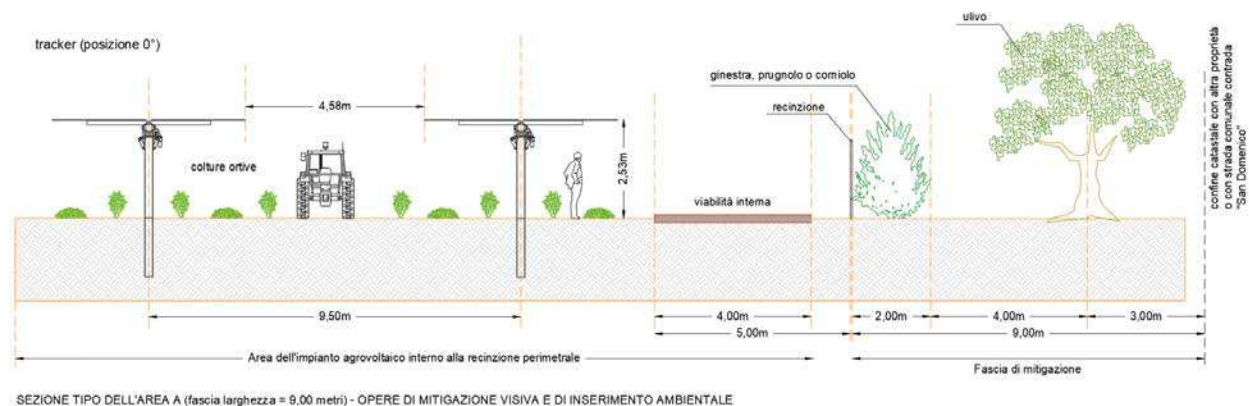 tracker (posizione 0°)
ulivo
ginestra, prugnolo o corniolo
recinzione
4,58m
colture ortive
2,53m
viabilità interna
confine catastale con altra proprietà
o con strada comunale contrada
"San Domenico"
9,50m
4,00m
2,00m
4,00m
3,00m
5,00m
9,00m
Area dell'impianto agrovoltaico interno alla recinzione perimetrale
Fascia di mitigazione
SEZIONE TIPO DELL'AREA A (fascia larghezza = 9,00 metri) - OPERE DI MITIGAZIONE VISIVA E DI INSERIMENTO AMBIENTALE